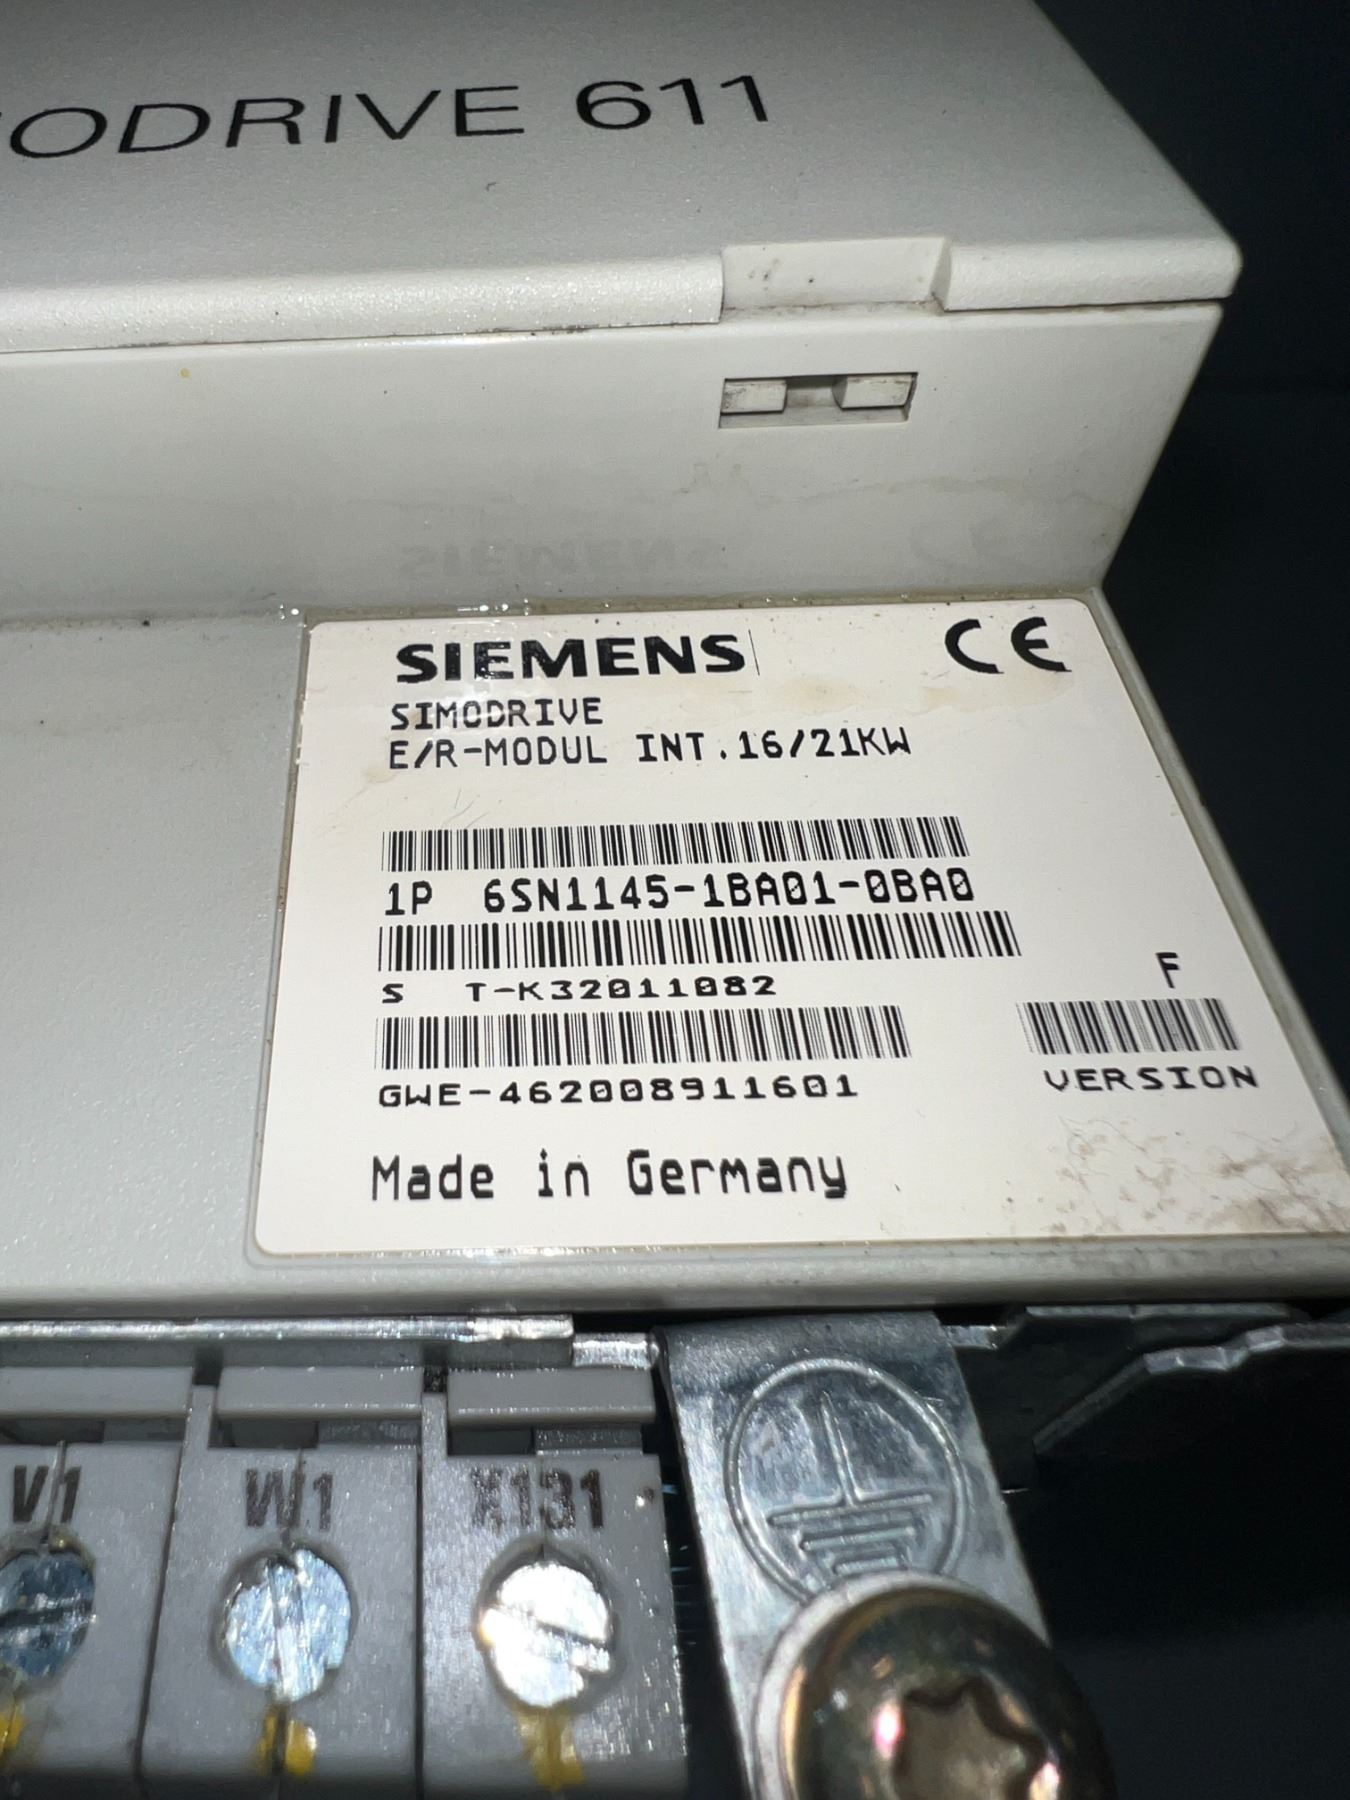 ODRIVE 611
SIEMENS
CE
SIMODRIVE
E/R-MODUL INT.16/21KW
1P 6SN1145-1BA01-0BA0
S T-K32011082
F
GWE-462008911601
VERSION
Made in Germany
V1
W1
X131